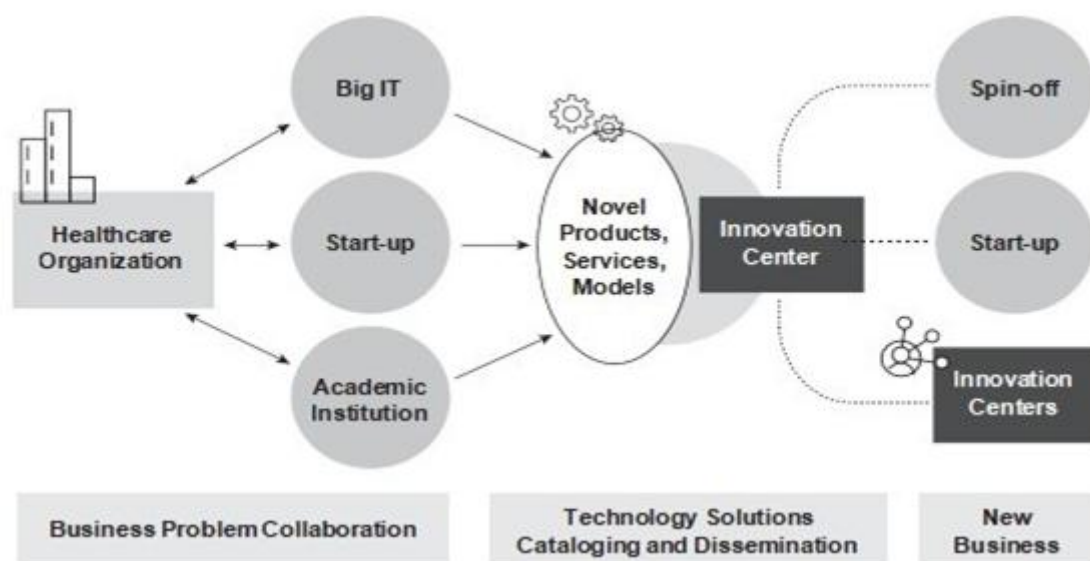 Big IT
Spin-off
Healthcare
Organization
Start-up
Novel
Products,
Services,
Models
Innovation
Center
Start-up
Academic
Institution
Innovation
Centers
Business Problem Collaboration
Technology Solutions
Cataloging and Dissemination
New
Business